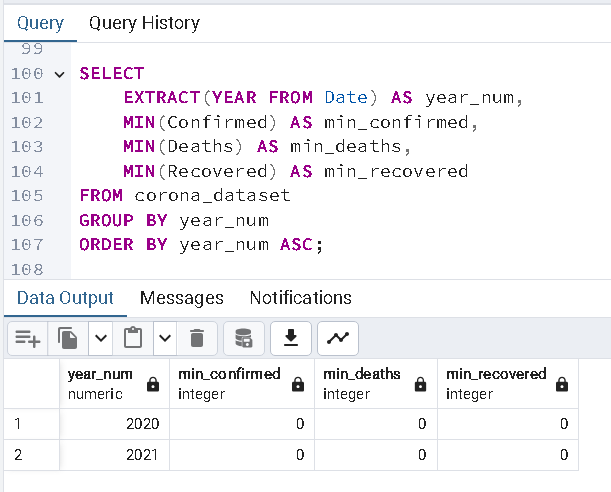 Query Query History
99
100 SELECT
101 EXTRACT(YEAR FROM Date) AS year_num,
102 MIN(Confirmed) AS min_confirmed,
103 MIN(Deaths) AS min_deaths,
104 MIN(Recovered) AS min_recovered
105 FROM corona_dataset
106 GROUP BY year_num
107 ORDER BY year_num ASC;
108
Data Output Messages Notifications
year_num min_confirmed min_deaths min_recovered
numeric integer integer integer
1 2020 0 0 0
2 2021 0 0 0